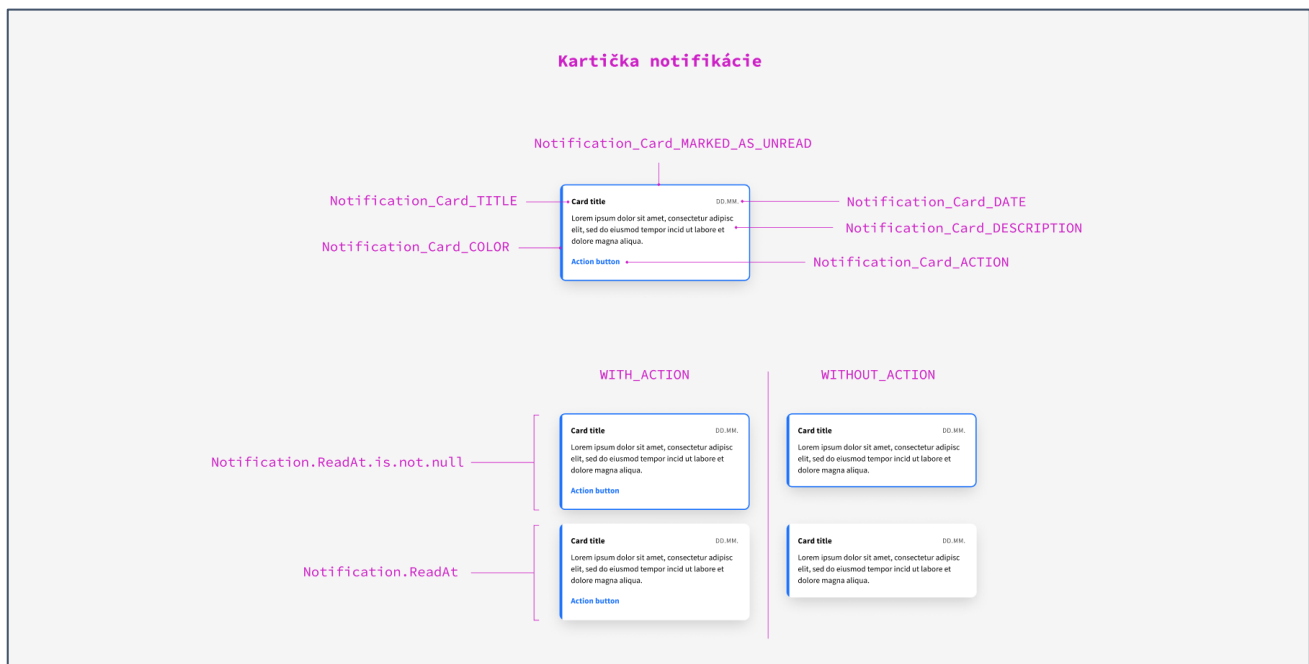 Kartička notifikácie
Notification_Card_MARKED_AS_UNREAD
Notification_Card_TITLE
Notification_Card_COLOR
Card title
DD.MM.
Lorem ipsum dolor sit amet, consectetur adipisc
elit, sed do eiusmod tempor incid ut labore et
dolore magna aliqua.
Action button
Notification_Card_DATE
Notification_Card_DESCRIPTION
Notification_Card_ACTION
WITH_ACTION
WITHOUT_ACTION
Notification.ReadAt.is.not.null
Card title
DD.MM.
Lorem ipsum dolor sit amet, consectetur adipisc
elit, sed do eiusmod tempor incid ut labore et
dolore magna aliqua.
Action button
Card title
DD.MM.
Lorem ipsum dolor sit amet, consectetur adipisc
elit, sed do eiusmod tempor incid ut labore et
dolore magna aliqua.
Notification.ReadAt
Card title
DD.MM.
Lorem ipsum dolor sit amet, consectetur adipisc
elit, sed do eiusmod tempor incid ut labore et
dolore magna aliqua.
Action button
Card title
DD.MM.
Lorem ipsum dolor sit amet, consectetur adipisc
elit, sed do eiusmod tempor incid ut labore et
dolore magna aliqua.